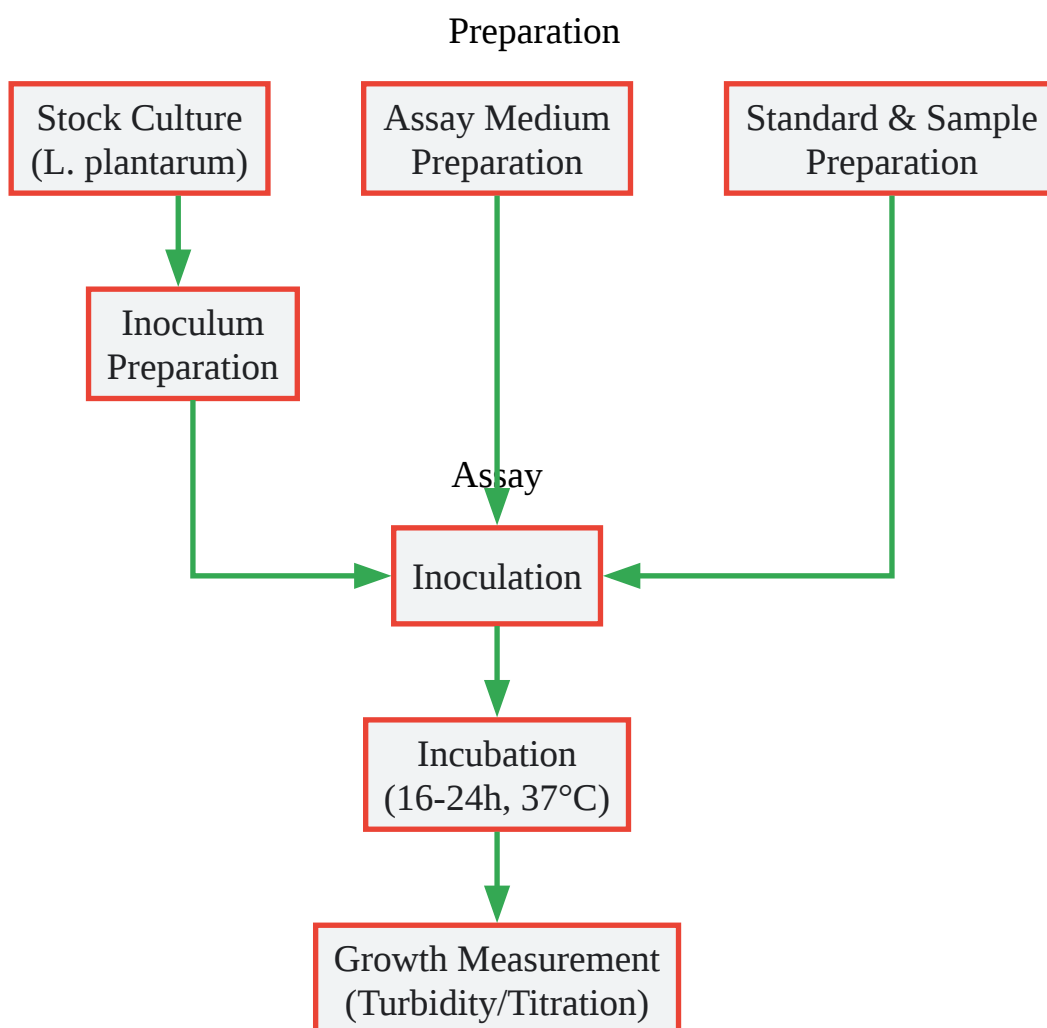 Preparation
Stock Culture
(L. plantarum)
Assay Medium
Preparation
Standard & Sample
Preparation
Inoculum
Preparation
Assay
Inoculation
Incubation
(16-24h, 37°C)
Growth Measurement
(Turbidity/Titration)